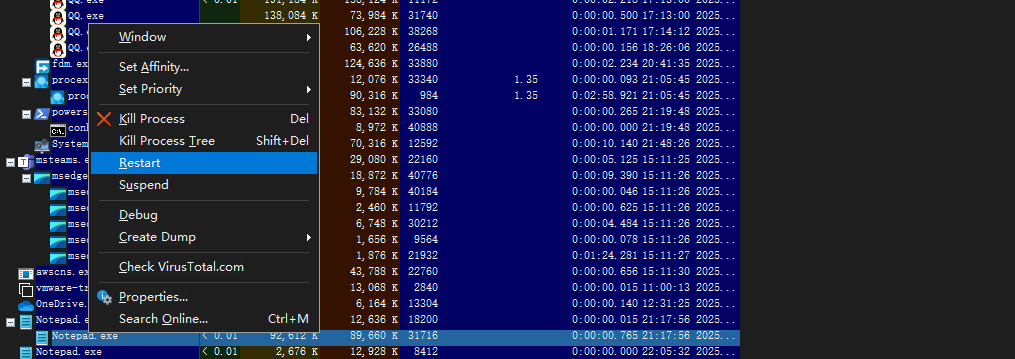 QQ.exe < 0.01 131,184 K 138,124 K 11172 0:00:02.218 17:13:00 2025...
QQ.exe 138,084 K 73,984 K 31740 0:00:00.500 17:13:00 2025...
QQ. 106,228 K 38268 0:00:01.171 17:14:12 2025...
QQ. 63,620 K 26488 0:00:00.156 18:26:06 2025...
fdm.ex 124,636 K 33880 0:00:02.234 20:41:35 2025...
procex 12,076 K 33340 1.35 0:00:00.093 21:05:45 2025...
pro 90,316 K 984 1.35 0:02:58.921 21:05:45 2025...
powers 83,132 K 33080 0:00:00.265 21:19:48 2025...
con 8,972 K 40888 0:00:00.000 21:19:48 2025...
System 70,316 K 12592 0:00:10.140 21:48:26 2025...
msteams.e 29,080 K 22160 0:00:05.125 15:11:25 2025...
msedge 18,872 K 40776 0:00:09.390 15:11:26 2025...
msed 9,784 K 40184 0:00:00.046 15:11:26 2025...
msed 2,460 K 11792 0:00:00.625 15:11:26 2025...
msed 6,748 K 30212 0:00:04.484 15:11:26 2025...
msed 1,656 K 9564 0:00:00.078 15:11:26 2025...
msed 1,876 K 21932 0:01:24.281 15:11:27 2025...
awscns.ex 43,788 K 22760 0:00:00.656 15:11:30 2025...
vmware-tr 13,068 K 2840 0:00:00.015 11:00:13 2025...
OneDrive. 6,164 K 13304 0:00:00.140 12:31:25 2025...
Notepad.e 12,636 K 18200 0:00:00.015 21:17:56 2025...
Notepad.exe < 0.01 92,612 K 89,660 K 31716 0:00:00.765 21:17:56 2025...
Notepad.exe < 0.01 2,676 K 12,928 K 8412 0:00:00.000 22:05:32 2025...
Window
Set Affinity...
Set Priority
Kill Process Del
Kill Process Tree Shift+Del
Restart
Suspend
Debug
Create Dump
Check VirusTotal.com
Properties...
Search Online... Ctrl+M